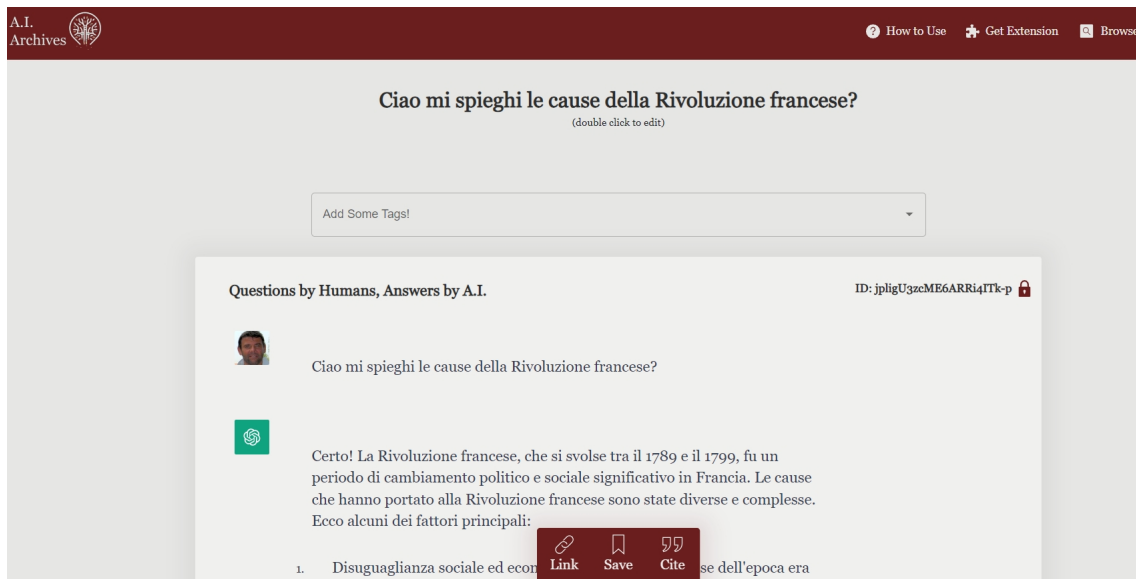 A.I.
Archives
How to Use
Get Extension
Browse
Ciao mi spieghi le cause della Rivoluzione francese?
(double click to edit)
Add Some Tags!
Questions by Humans, Answers by A.I.
ID: jpligU3zcME6ARRi4ITk-p
Ciao mi spieghi le cause della Rivoluzione francese?
Certo! La Rivoluzione francese, che si svolse tra il 1789 e il 1799, fu un
periodo di cambiamento politico e sociale significativo in Francia. Le cause
che hanno portato alla Rivoluzione francese sono state diverse e complesse.
Ecco alcuni dei fattori principali:
1. Disuguaglianza sociale ed econ
se dell'epoca era
Link
Save
Cite